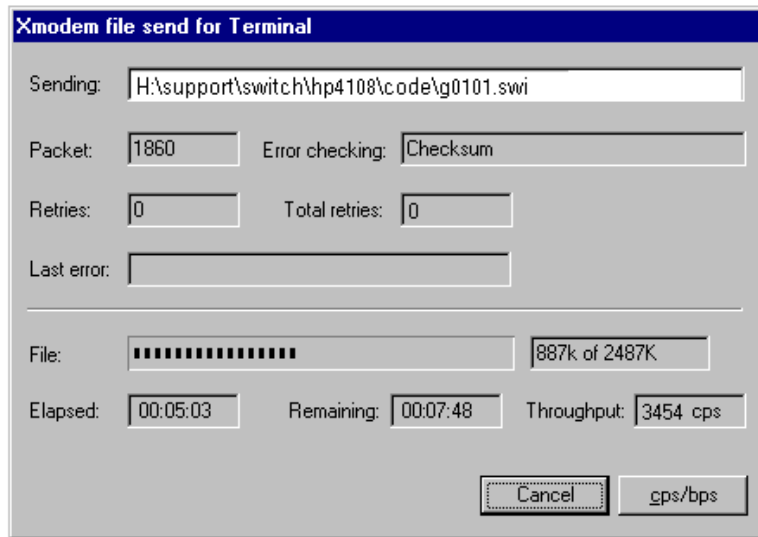 Xmodem file send for Terminal
Sending: H:\support\switch\hp4108\code\g0101.swi
Packet: 1860 Error checking: Checksum
Retries: 0 Total retries: 0
Last error:
File: 887k of 2487K
Elapsed: 00:05:03 Remaining: 00:07:48 Throughput: 3454 cps
Cancel cps/bps